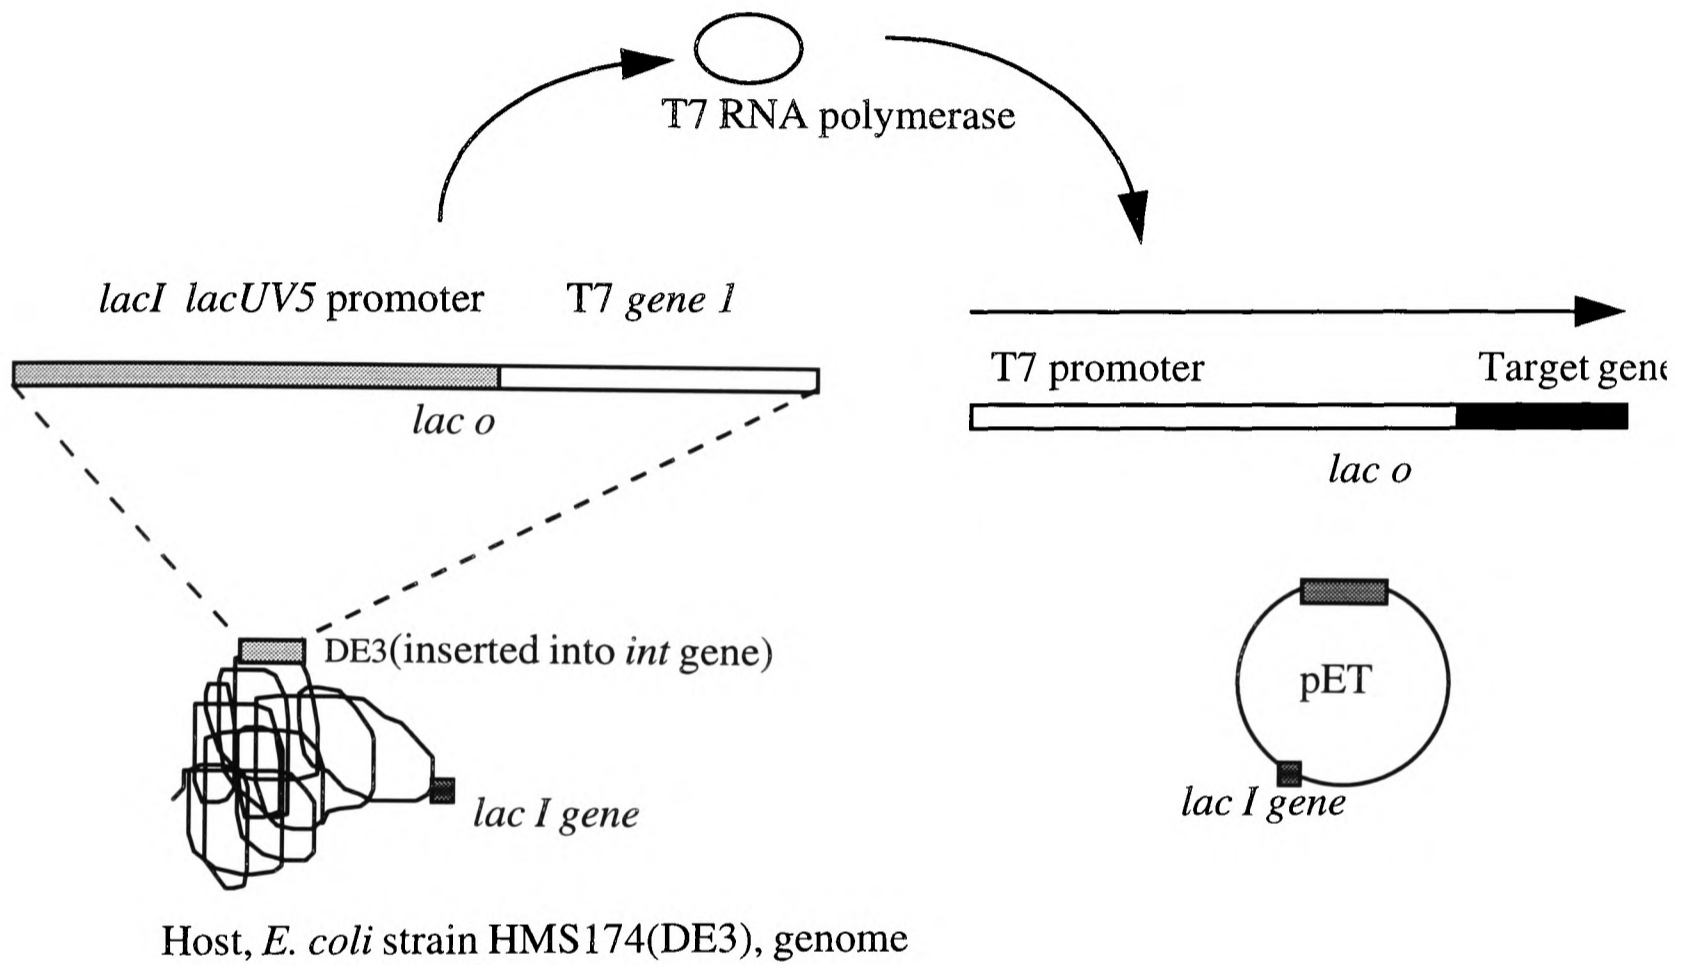 T7 RNA polymerase
lacI lacUV5 promoter
T7 gene 1
lac o
T7 promoter
Target gene
lac o
DE3(inserted into int gene)
lac I gene
pET
lac I gene
Host, E. coli strain HMS174(DE3), genome